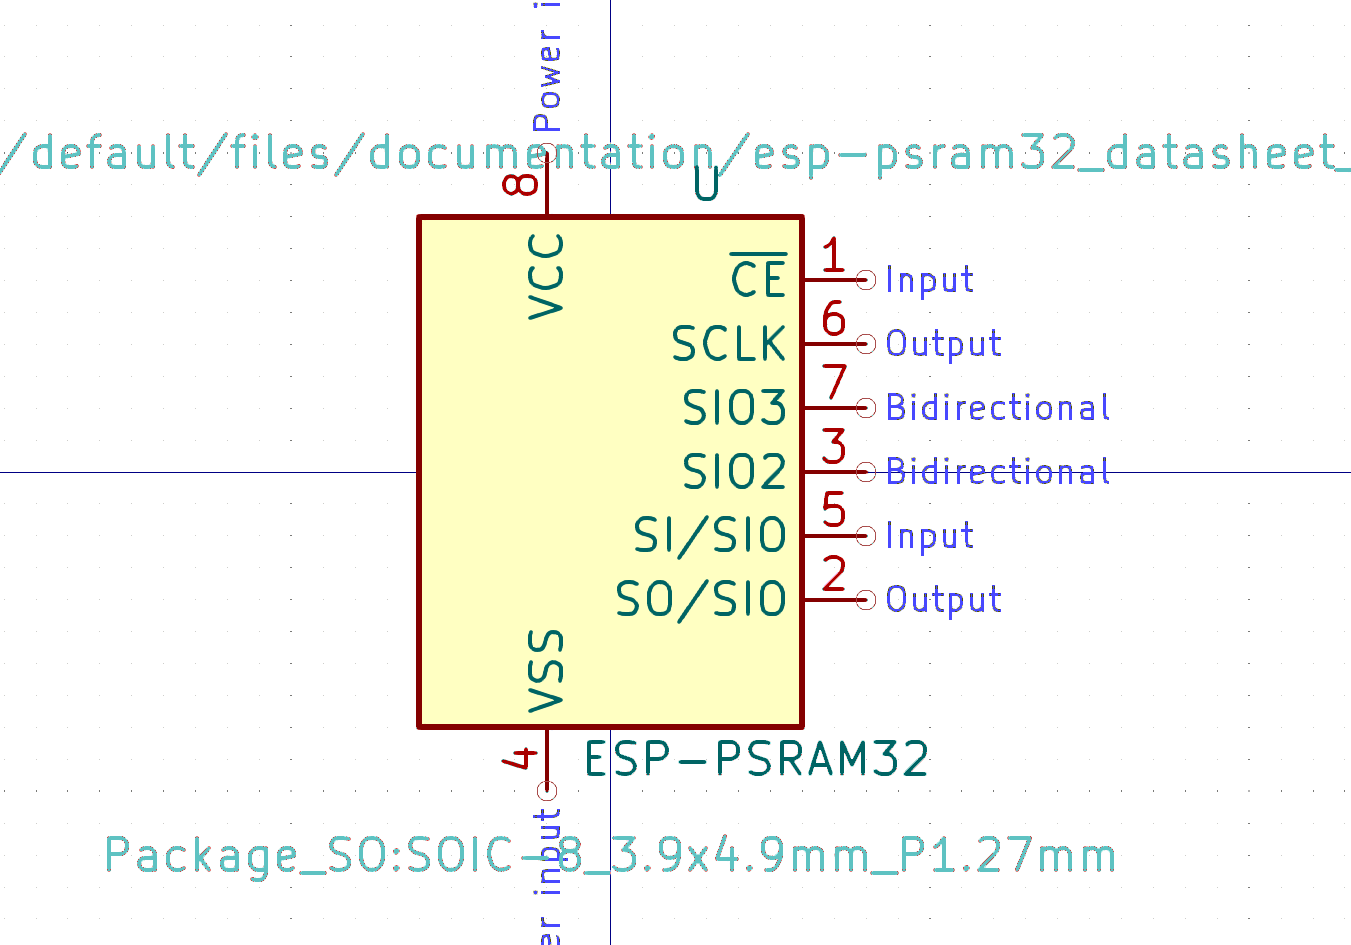 Power i
/default/files/documentation/esp-psram32_datasheet_
U
8
VCC
CE
1
Input
SCLK
6
Output
SIO3
7
Bidirectional
SIO2
3
Bidirectional
SI/SIO
5
Input
SO/SIO
2
Output
VSS
4
ESP-PSRAM32
er input
Package_SO:SOIC-8_3.9x4.9mm_P1.27mm